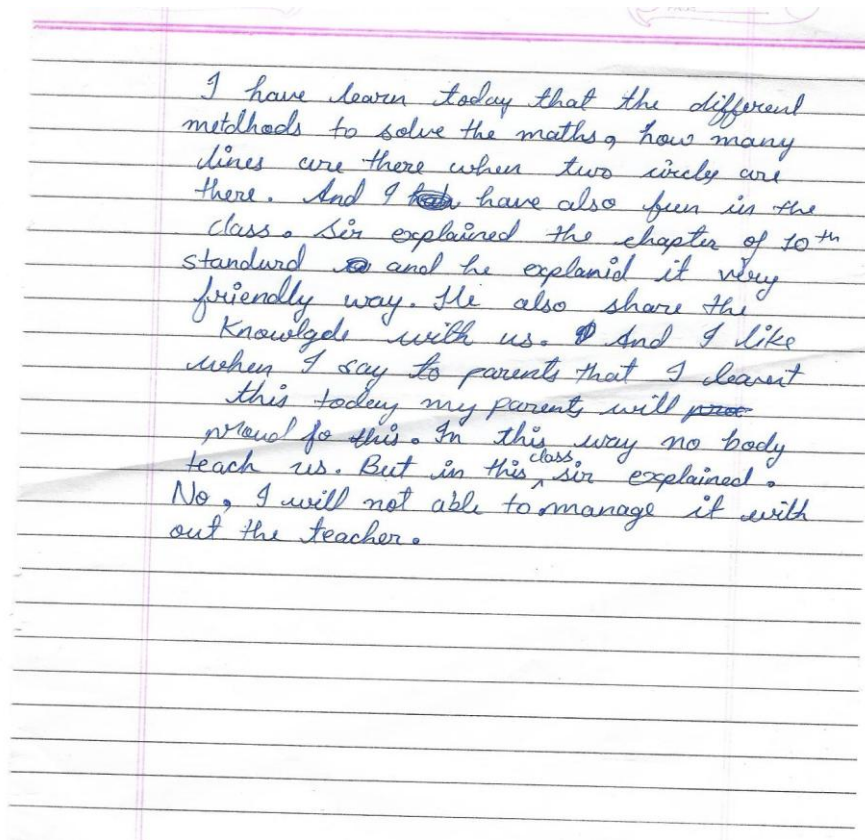 I have learn today that the different
metdhods to solve the maths, how many
lines are there when two circly are
there. And I have also fun in the
class. Sir explained the chapter of 10th
standurd and he explanid it very
friendly way. He also share the
Knowlgde with us. And I like
when I say to parents that I learnt
this today my parents will
proud fo this. In this way no body
teach us. But in this class sir explained.
No, I will not able to manage it with
out the teacher.